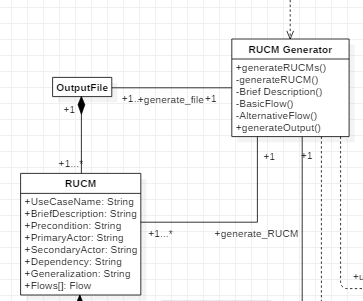 RUCM Generator
+generateRUCMs()
-generateRUCM()
-Brief Description()
-BasicFlow()
-AlternativeFlow()
+generateOutput()
OutputFile
+1
+1..
+generate_file
+1
+1...*
+1
+1
RUCM
+UseCaseName: String
+BriefDescription: String
+Precondition: String
+PrimaryActor: String
+SecondaryActor: String
+Dependency: String
+Generalization: String
+Flows[]: Flow
+1...*
+generate_RUCM